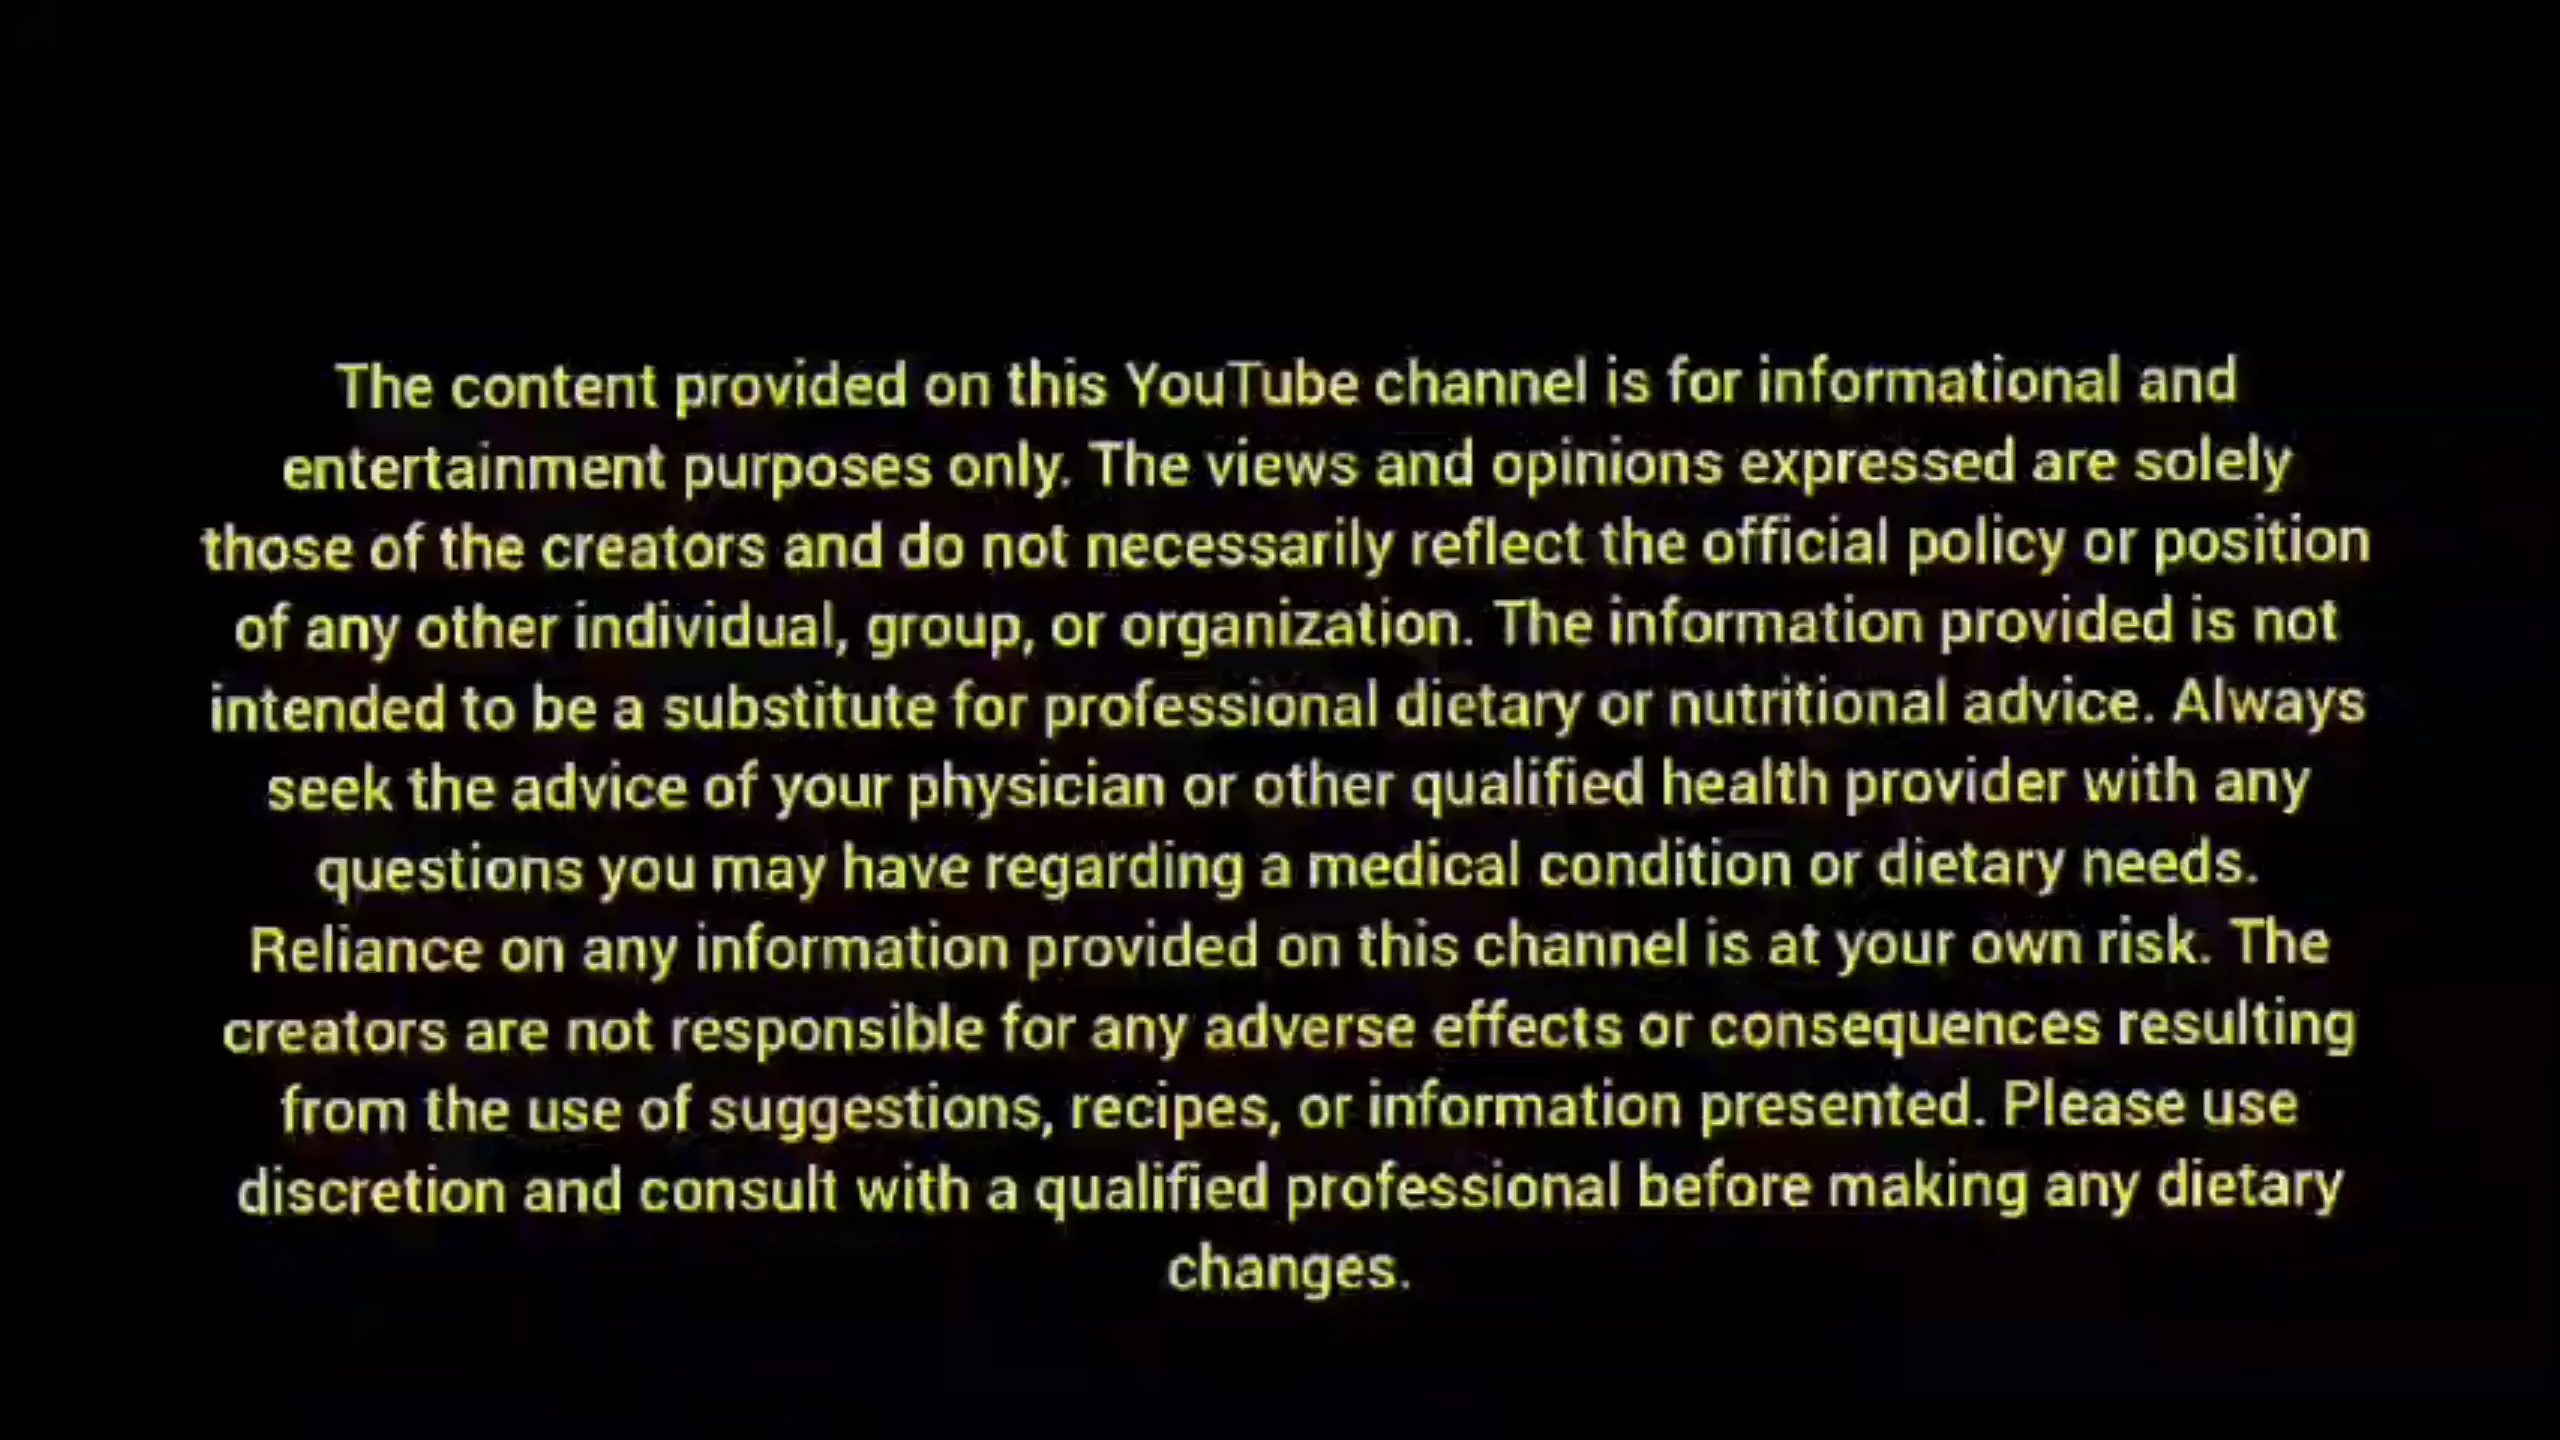 The content provided on this YouTube channel is for informational and
entertainment purposes only. The views and opinions expressed are solely
those of the creators and do not necessarily reflect the official policy or position
of any other individual, group, or organization. The information provided is not
intended to be a substitute for professional dietary or nutritional advice. Always
seek the advice of your physician or other qualified health provider with any
questions you may have regarding a medical condition or dietary needs.
Reliance on any information provided on this channel is at your own risk. The
creators are not responsible for any adverse effects or consequences resulting
from the use of suggestions, recipes, or information presented. Please use
discretion and consult with a qualified professional before making any dietary
changes.